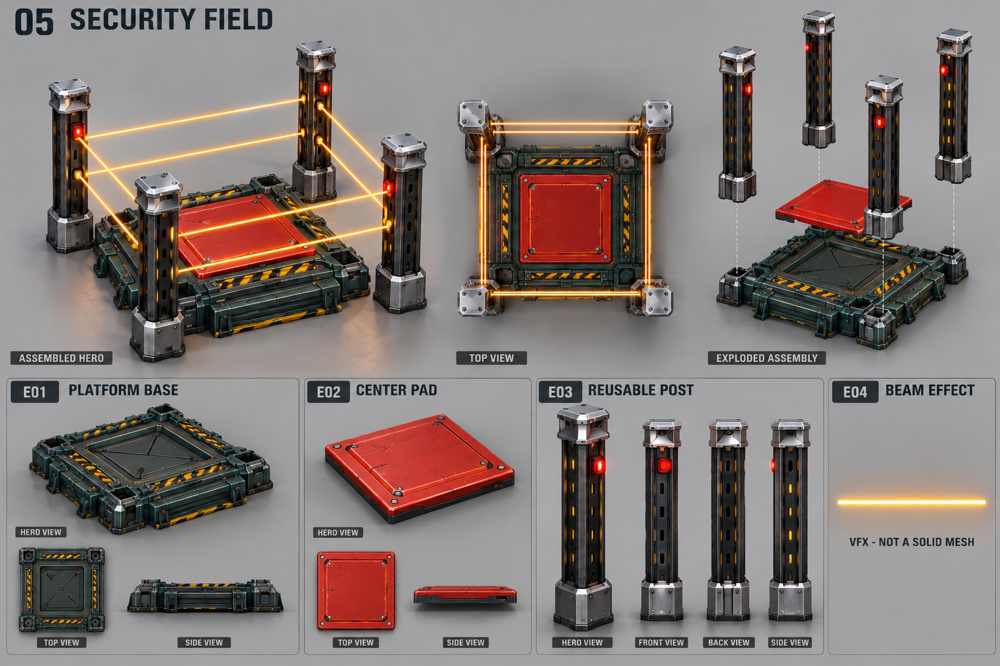 05 SECURITY FIELD
ASSEMBLED HERO
TOP VIEW
EXPLODED ASSEMBLY
E01 PLATFORM BASE
HERO VIEW
TOP VIEW
SIDE VIEW
E02 CENTER PAD
HERO VIEW
TOP VIEW
SIDE VIEW
E03 REUSABLE POST
HERO VIEW
FRONT VIEW
BACK VIEW
SIDE VIEW
E04 BEAM EFFECT
VFX - NOT A SOLID MESH